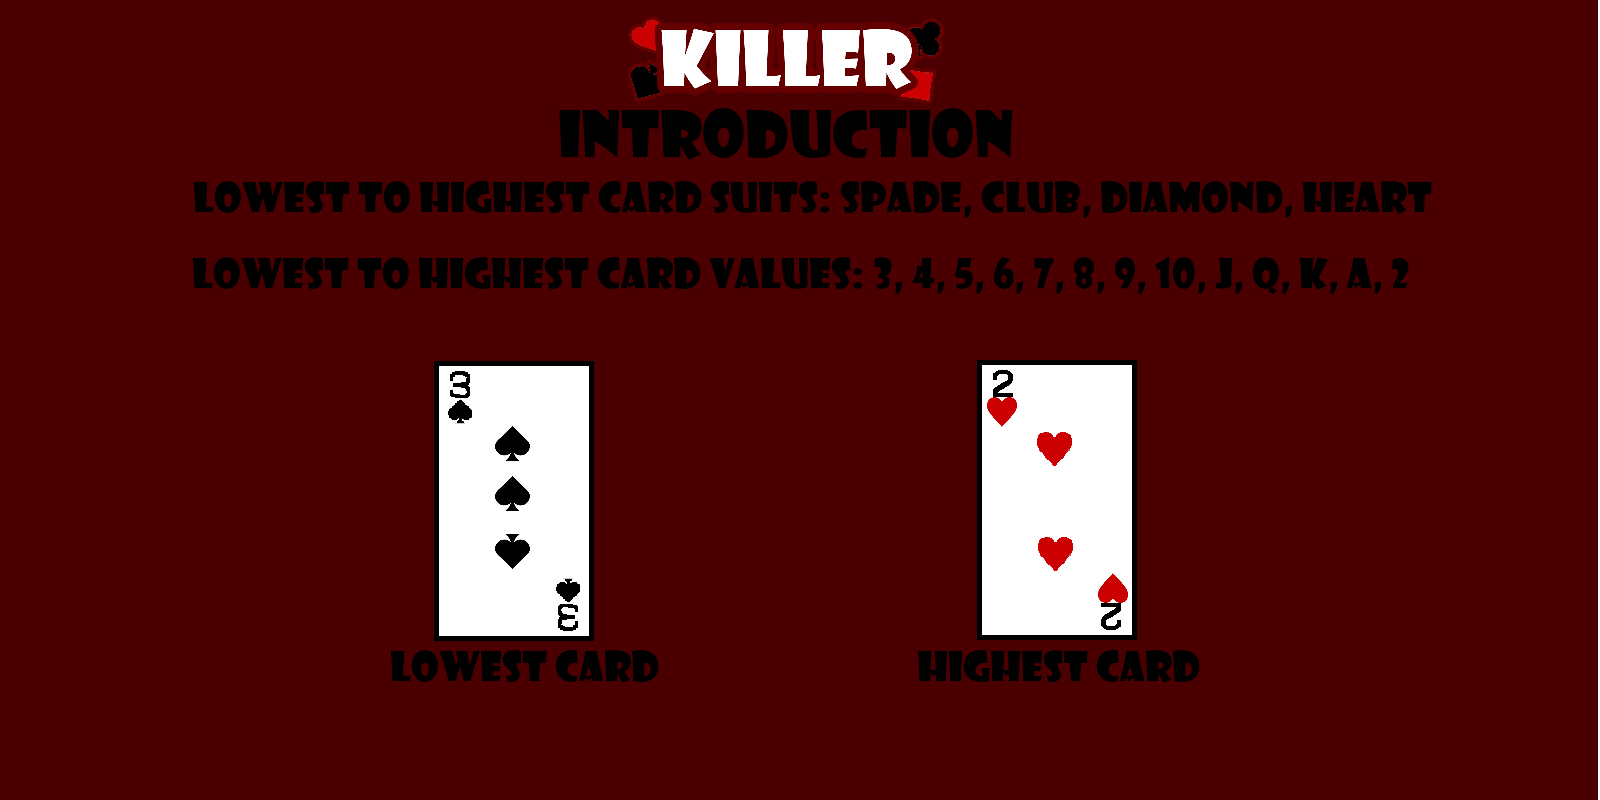 KILLER
INTRODUCTION
LOWEST TO HIGHEST CARD SUITS: SPADE, CLUB, DIAMOND, HEART
LOWEST TO HIGHEST CARD VALUES: 3, 4, 5, 6, 7, 8, 9, 10, J, Q, K, A, 2
3
2
3
2
LOWEST CARD
HIGHEST CARD